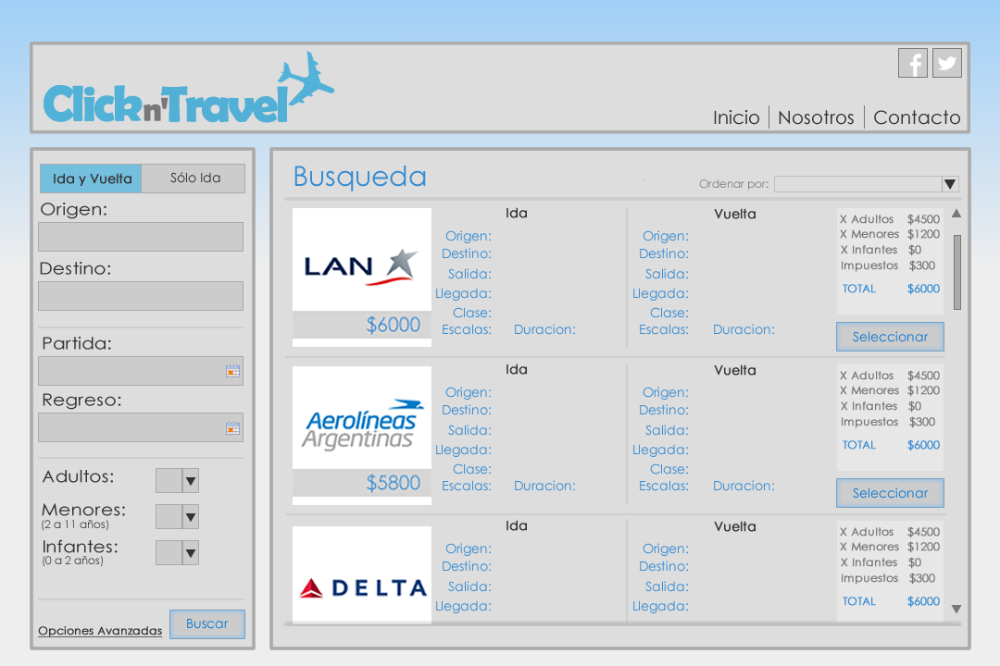 Click n' Travel
Inicio | Nosotros | Contacto
Ida y Vuelta Sólo Ida
Origen:
Destino:
Partida:
Regreso:
Adultos:
Menores:
(2 a 11 años)
Infantes:
(0 a 2 años)
Opciones Avanzadas Buscar
Busqueda
Ordenar por:
LAN
$6000
Ida
Origen:
Destino:
Salida:
Llegada:
Clase:
Escalas: Duracion:
Vuelta
Origen:
Destino:
Salida:
Llegada:
Clase:
Escalas: Duracion:
X Adultos $4500
X Menores $1200
X Infantes $0
Impuestos $300
TOTAL $6000
Seleccionar
Aerolíneas
Argentinas
$5800
Ida
Origen:
Destino:
Salida:
Llegada:
Clase:
Escalas: Duracion:
Vuelta
Origen:
Destino:
Salida:
Llegada:
Clase:
Escalas: Duracion:
X Adultos $4500
X Menores $1200
X Infantes $0
Impuestos $300
TOTAL $6000
Seleccionar
DELTA
Ida
Origen:
Destino:
Salida:
Llegada:
Vuelta
Origen:
Destino:
Salida:
Llegada:
X Adultos $4500
X Menores $1200
X Infantes $0
Impuestos $300
TOTAL $6000